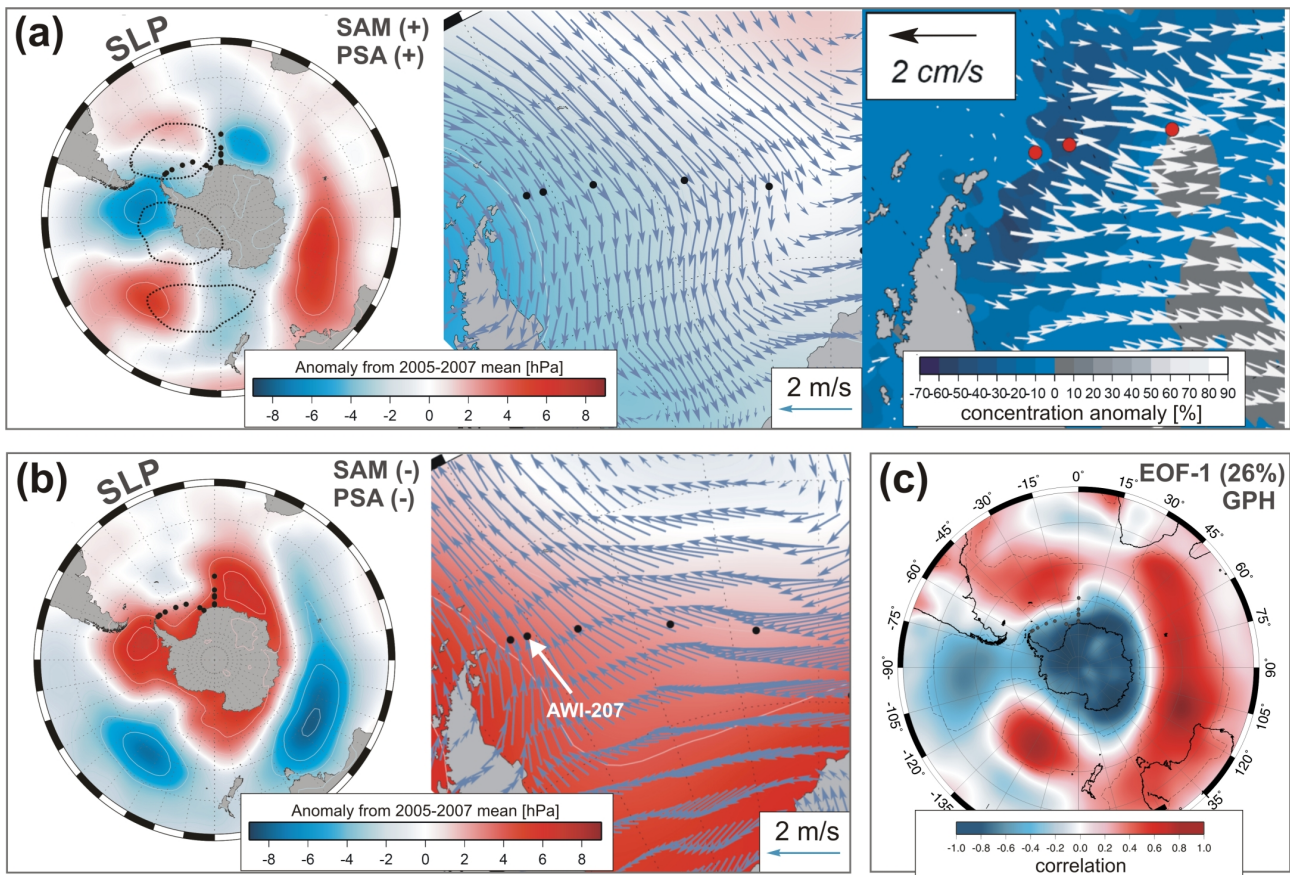 (a)
SLP
SAM (+)
PSA (+)
Anomaly from 2005-2007 mean [hPa]
-8 -6 -4 -2 0 2 4 6 8
2 m/s
2 cm/s
-70-60-50-40-30-20-10 0 10 20 30 40 50 60 70 80 90
concentration anomaly [%]
(b)
SLP
SAM (-)
PSA (-)
AWI-207
Anomaly from 2005-2007 mean [hPa]
-8 -6 -4 -2 0 2 4 6 8
2 m/s
(c)
EOF-1 (26%)
GPH
-45° -30° -15° 0° 15° 30° 45°
-60° 60°
-75° 75°
-90° 90°
-105° 105°
-120° 120°
-135 35°
-1.0 -0.8 -0.6 -0.4 -0.2 0.0 0.2 0.4 0.6 0.8 1.0
correlation